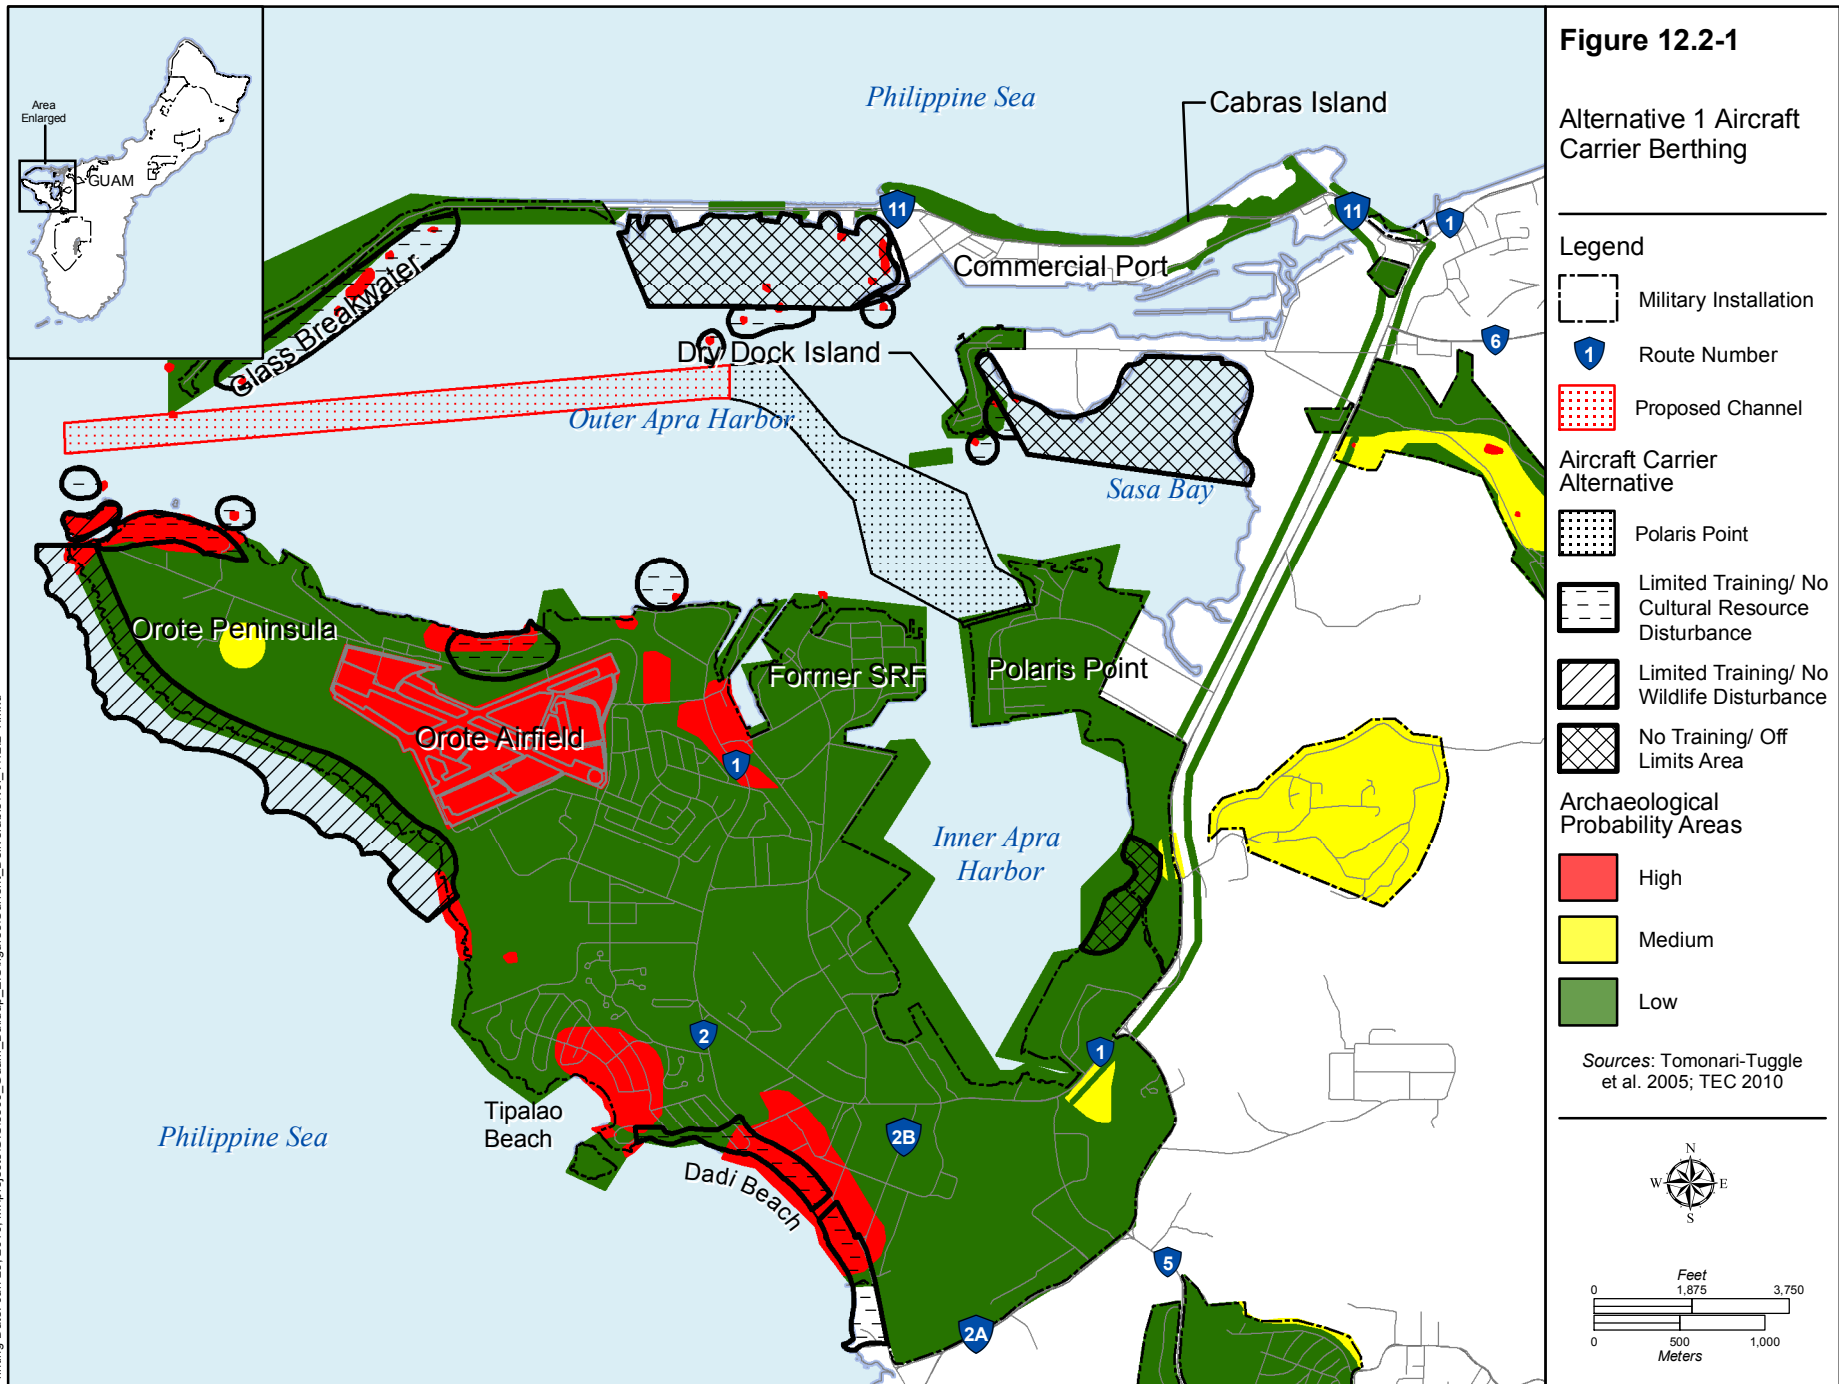 Figure 12.2-1
Alternative 1 Aircraft
Carrier Berthing
Legend
Military Installation
1
Route Number
Proposed Channel
Aircraft Carrier
Alternative
Polaris Point
Limited Training/ No
Cultural Resource
Disturbance
Limited Training/ No
Wildlife Disturbance
No Training/ Off
Limits Area
Archaeological
Probability Areas
High
Medium
Low
Sources: Tomonari-Tuggle
et al. 2005; TEC 2010
N
W
E
S
Feet
0
1,875
3,750
0
500
1,000
Meters
Area
Enlarged
GUAM
Philippine Sea
Cabras Island
11
11
1
Commercial Port
Glass Breakwater
Dry Dock Island
6
Outer Apra Harbor
Sasa Bay
Orote Peninsula
Former SRF
Polaris Point
Orote Airfield
1
Inner Apra
Harbor
2
1
Tipalao
Beach
2B
Philippine Sea
Dadi Beach
5
2A